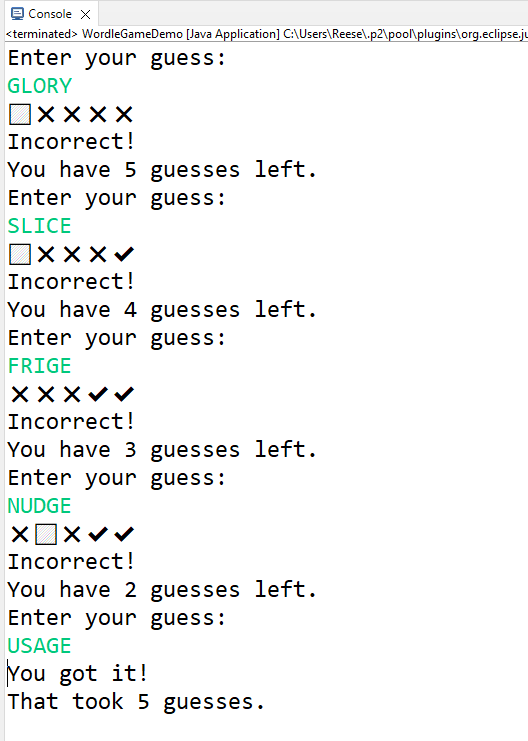 Console
<terminated> WordleGameDemo [Java Application] C:\Users\Reese\.p2\pool\plugins\org.eclipse.ju
Enter your guess:
GLORY
⬜✕✕✕✕
Incorrect!
You have 5 guesses left.
Enter your guess:
SLICE
⬜✕✕✕✓
Incorrect!
You have 4 guesses left.
Enter your guess:
FRIGE
✕✕✕✓✓
Incorrect!
You have 3 guesses left.
Enter your guess:
NUDGE
✕⬜✕✓✓
Incorrect!
You have 2 guesses left.
Enter your guess:
USAGE
You got it!
That took 5 guesses.